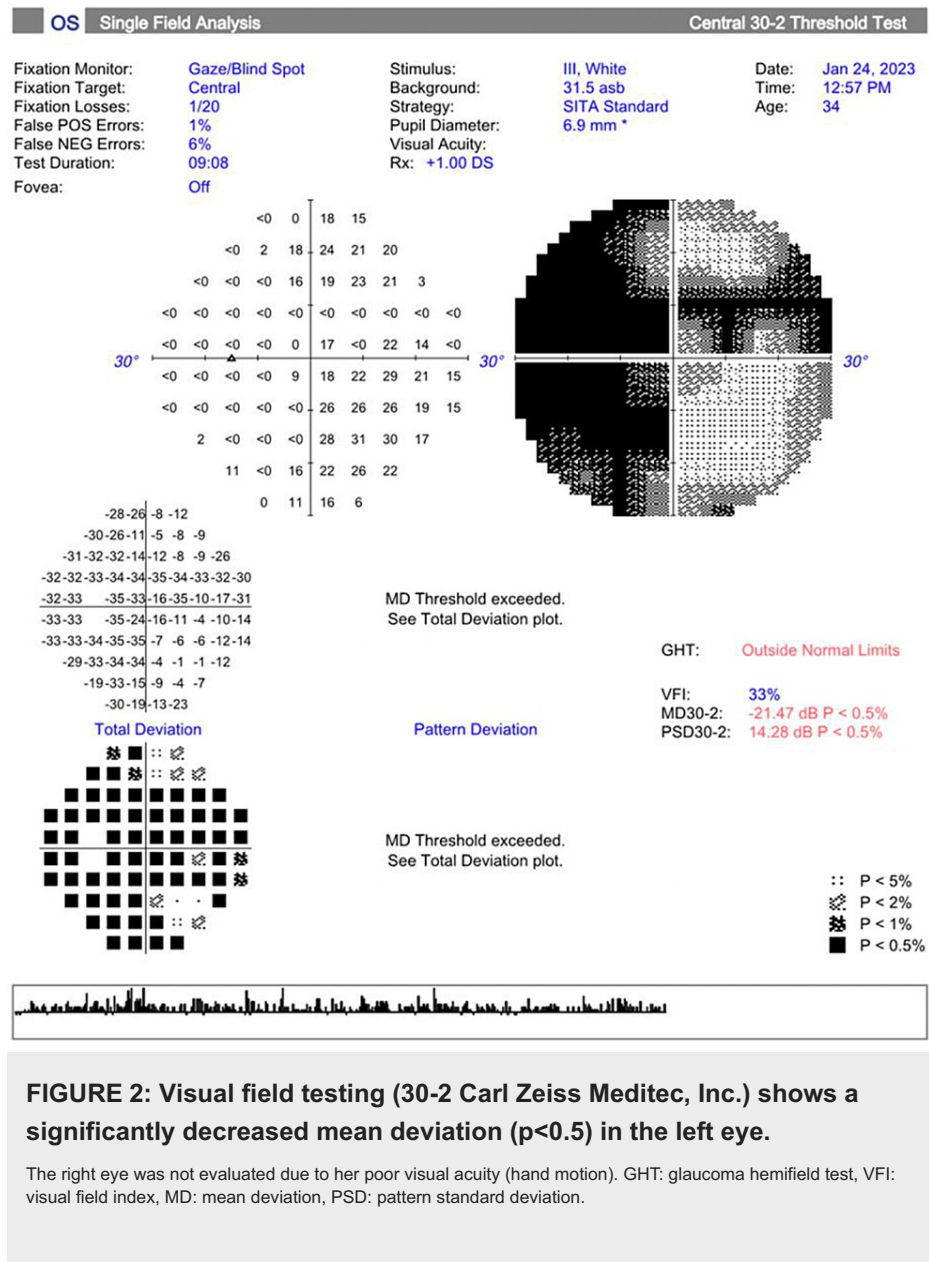 OS Single Field Analysis Central 30-2 Threshold Test
Fixation Monitor: Gaze/Blind Spot Stimulus: III, White Date: Jan 24, 2023
Fixation Target: Central Background: 31.5 asb Time: 12:57 PM
Fixation Losses: 1/20 Strategy: SITA Standard Age: 34
False POS Errors: 1% Pupil Diameter: 6.9 mm *
False NEG Errors: 6% Visual Acuity:
Test Duration: 09:08 Rx: +1.00 DS
Fovea: Off
<0 0 18 15
<0 2 18 24 21 20
<0 <0 <0 16 19 23 21 3
<0 <0 <0 <0 <0 <0 <0 <0 <0 <0
<0 <0 <0 <0 0 17 <0 22 14 <0
30° 30° 30°
<0 <0 <0 <0 9 18 22 29 21 15
<0 <0 <0 <0 <0 26 26 26 19 15
2 <0 <0 <0 28 31 30 17
11 <0 16 22 26 22
0 11 16 6
-28 -26 -8 -12
-30 -26 -11 -5 -8 -9
-31 -32 -32 -14 -12 -8 -9 -26
-32 -32 -33 -34 -34 -35 -34 -33 -32 -30
-32 -33 -35 -33 -16 -35 -10 -17 -31
-33 -33 -35 -24 -16 -11 -4 -10 -14
-33 -33 -34 -35 -35 -7 -6 -6 -12 -14
-29 -33 -34 -34 -4 -1 -1 -12
-19 -33 -15 -9 -4 -7
-30 -19 -13 -23
MD Threshold exceeded.
See Total Deviation plot.
GHT: Outside Normal Limits
VFI: 33%
MD30-2: -21.47 dB P < 0.5%
PSD30-2: 14.28 dB P < 0.5%
Total Deviation Pattern Deviation
MD Threshold exceeded.
See Total Deviation plot.
:: P < 5%
P < 2%
P < 1%
P < 0.5%
FIGURE 2: Visual field testing (30-2 Carl Zeiss Meditec, Inc.) shows a
significantly decreased mean deviation (p<0.5) in the left eye.
The right eye was not evaluated due to her poor visual acuity (hand motion). GHT: glaucoma hemifield test, VFI:
visual field index, MD: mean deviation, PSD: pattern standard deviation.